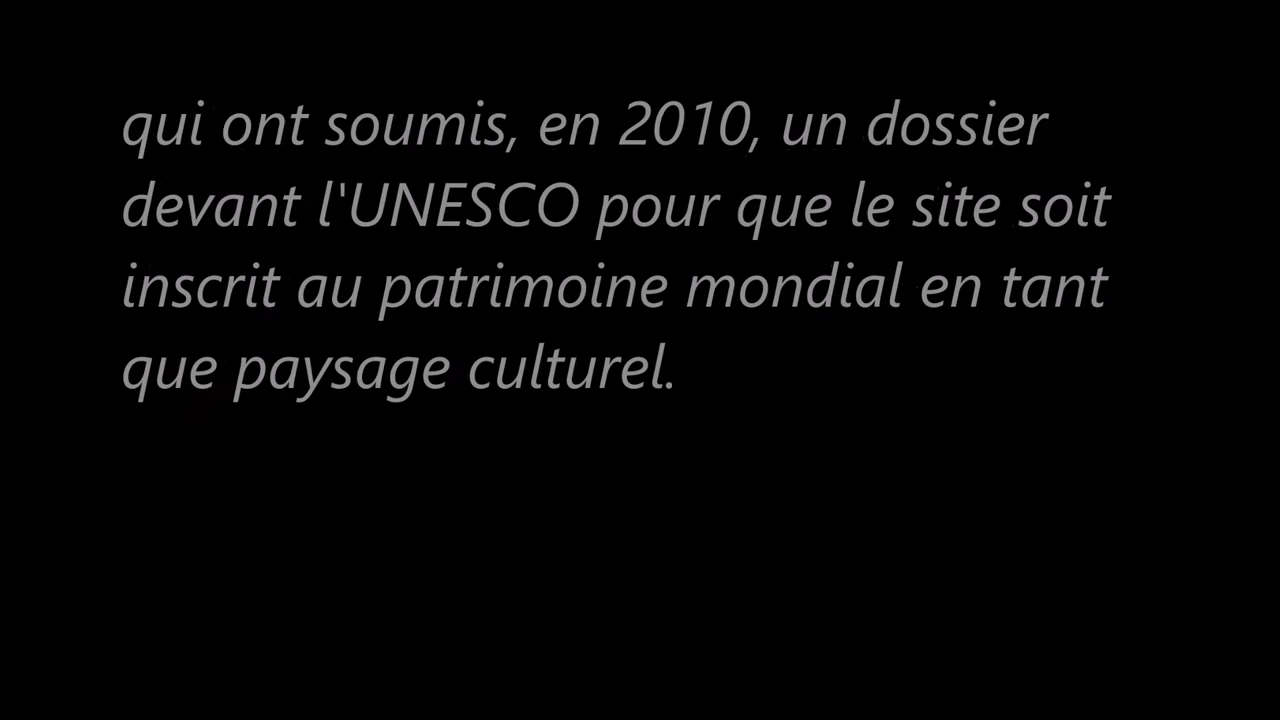 qui ont soumis, en 2010, un dossier
devant l'UNESCO pour que le site soit
inscrit au patrimoine mondial en tant
que paysage culturel.